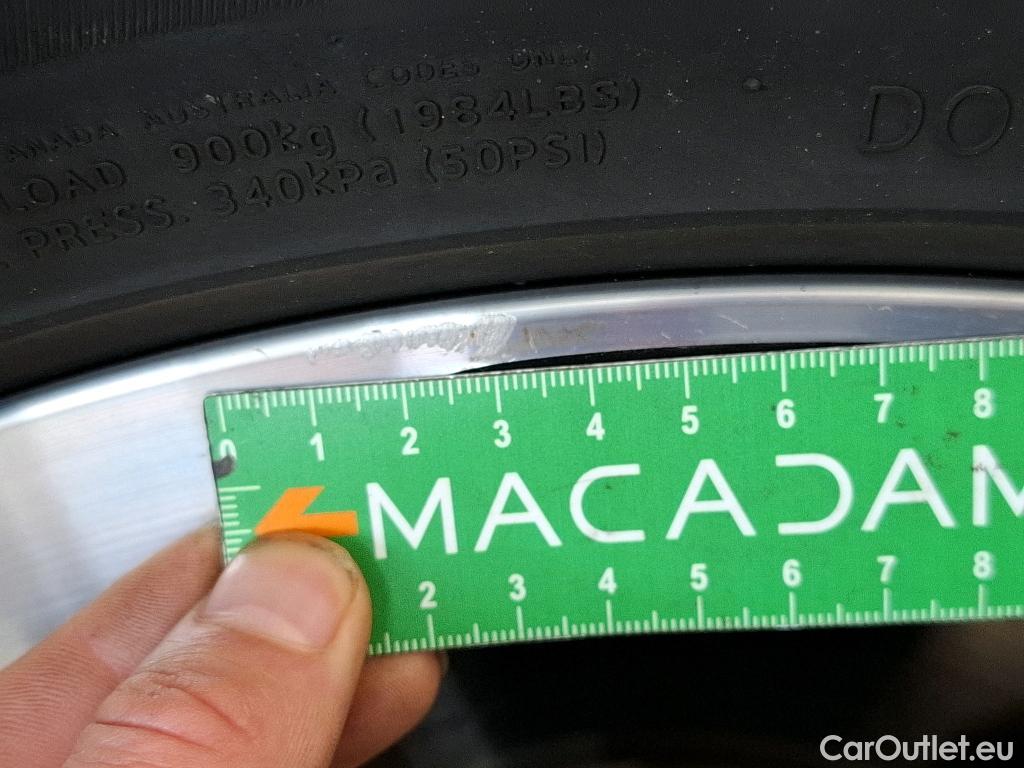 CANADA AUSTRALIA CODES ONLY
LOAD 900kg (1984LBS)
PRESS. 340kPa (50PSI)
DO
0 1 2 3 4 5 6 7 8
MACADAM
2 3 4 5 6 7 8
CarOutlet.eu